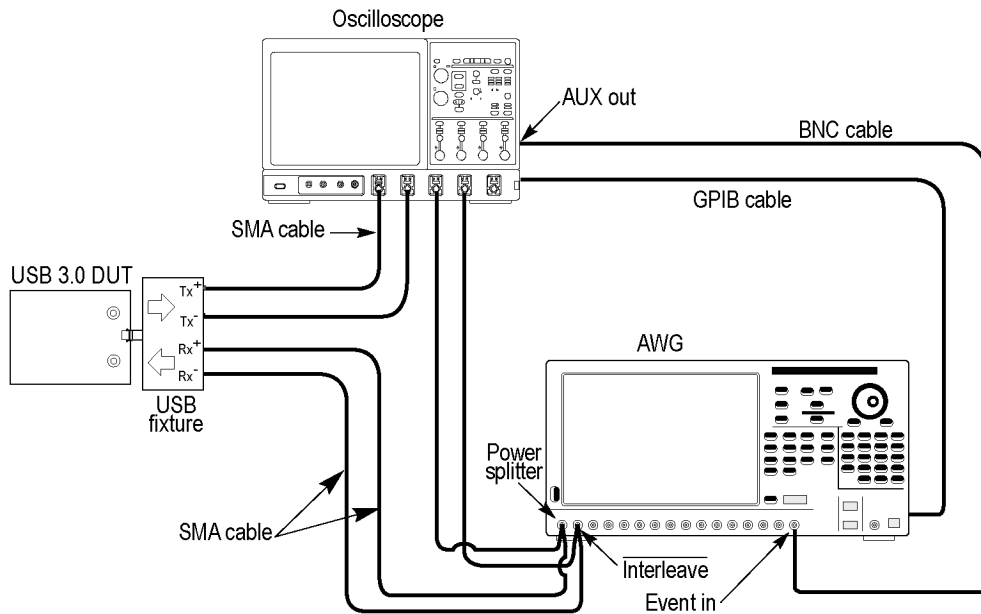 Oscilloscope
AUX out
BNC cable
GPIB cable
SMA cable
USB 3.0 DUT
Tx+
Tx-
Rx+
Rx-
USB
fixture
AWG
Power
splitter
SMA cable
Interleave
Event in